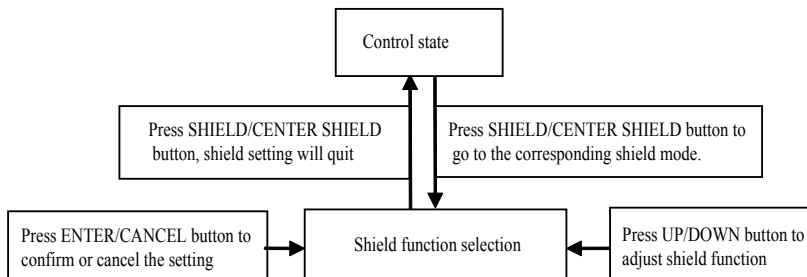 Control state
Press SHIELD/CENTER SHIELD
button, shield setting will quit
Press SHIELD/CENTER SHIELD button to
go to the corresponding shield mode.
Press ENTER/CANCEL button to
confirm or cancel the setting
Shield function selection
Press UP/DOWN button to
adjust shield function